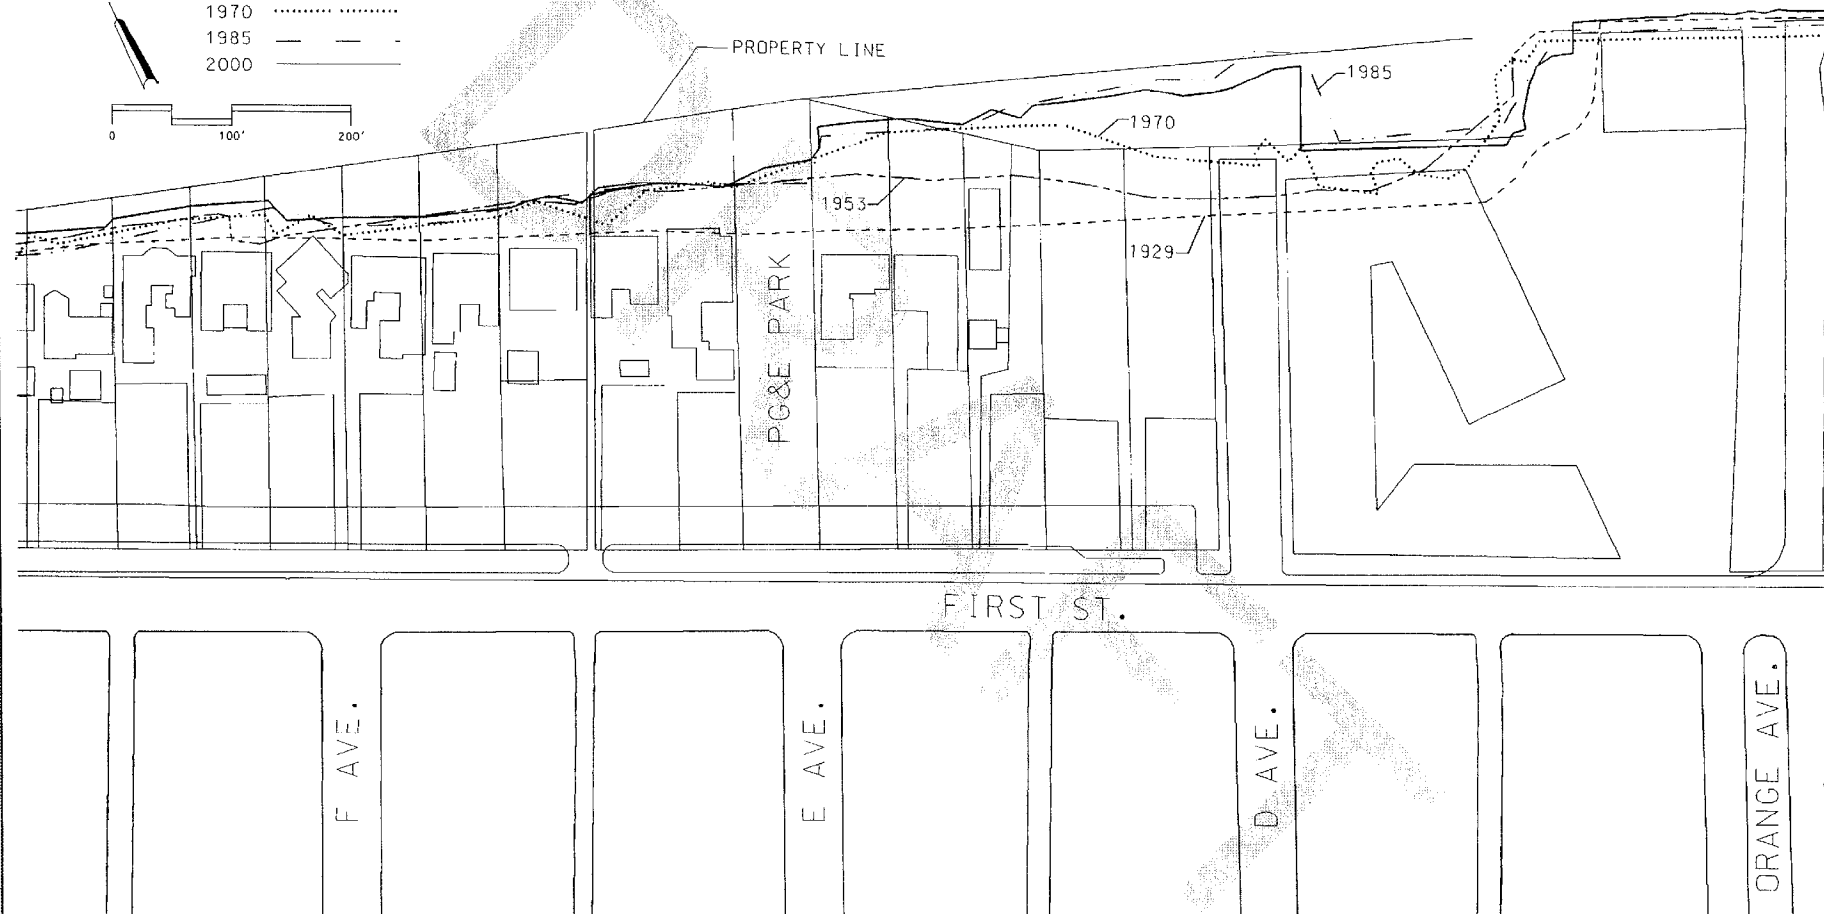 1970
1985
2000
0 100' 200'
PROPERTY LINE
1985
1970
1953
1929
PG&E PARK
FIRST ST.
F AVE.
E AVE.
D AVE.
ORANGE AVE.